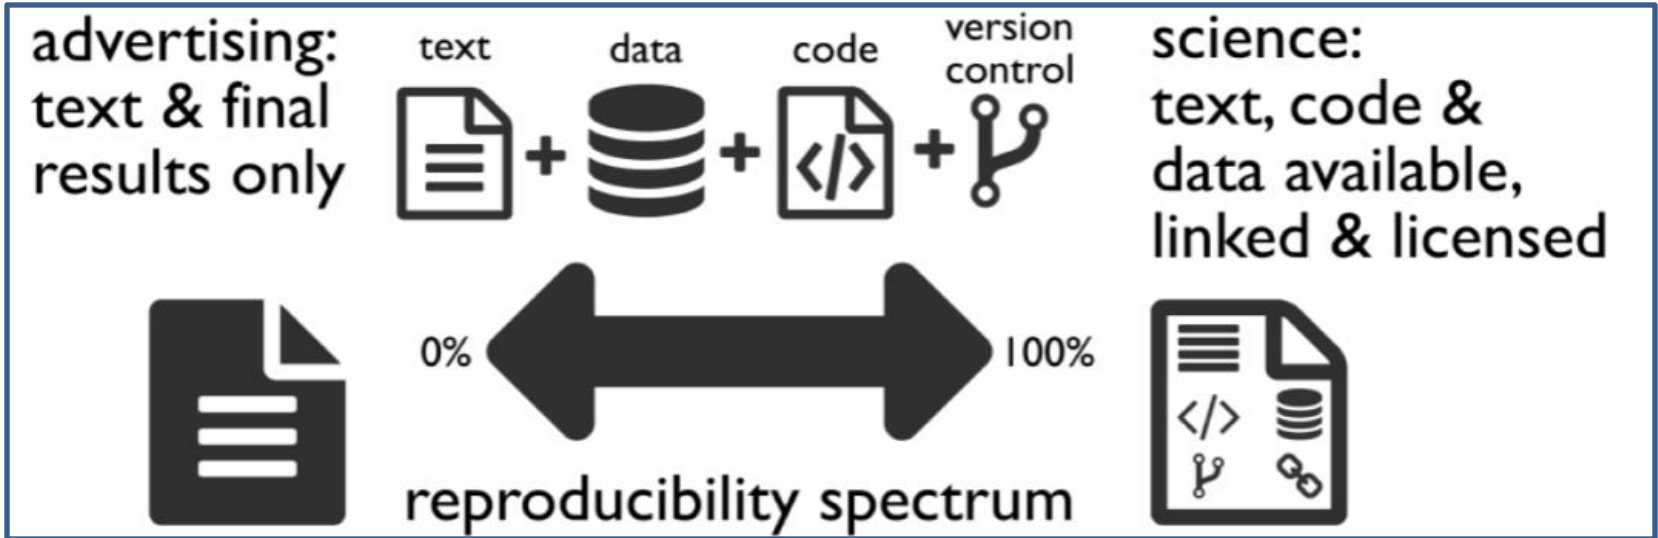 advertising:
text & final
results only
text
data
code
version
control
science:
text, code &
data available,
linked & licensed
0%
100%
reproducibility spectrum